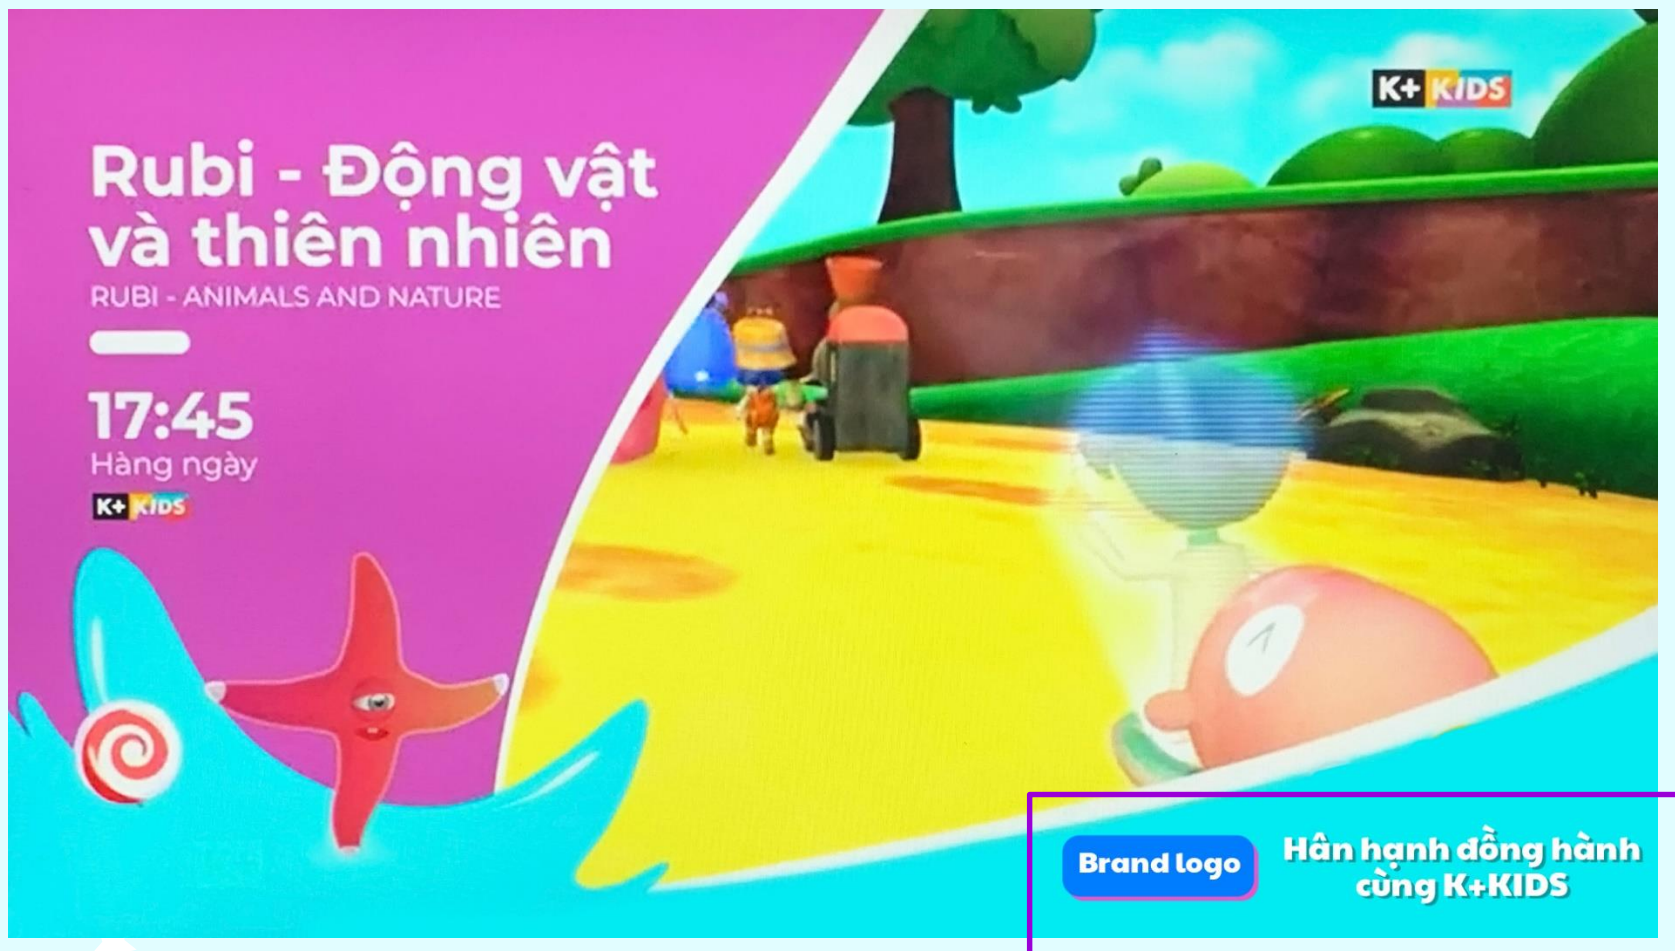 K+ KIDS
Rubi - Động vật
và thiên nhiên
RUBI - ANIMALS AND NATURE
17:45
Hàng ngày
K+ KIDS
Brand logo
Hân hạnh đồng hành
cùng K+KIDS